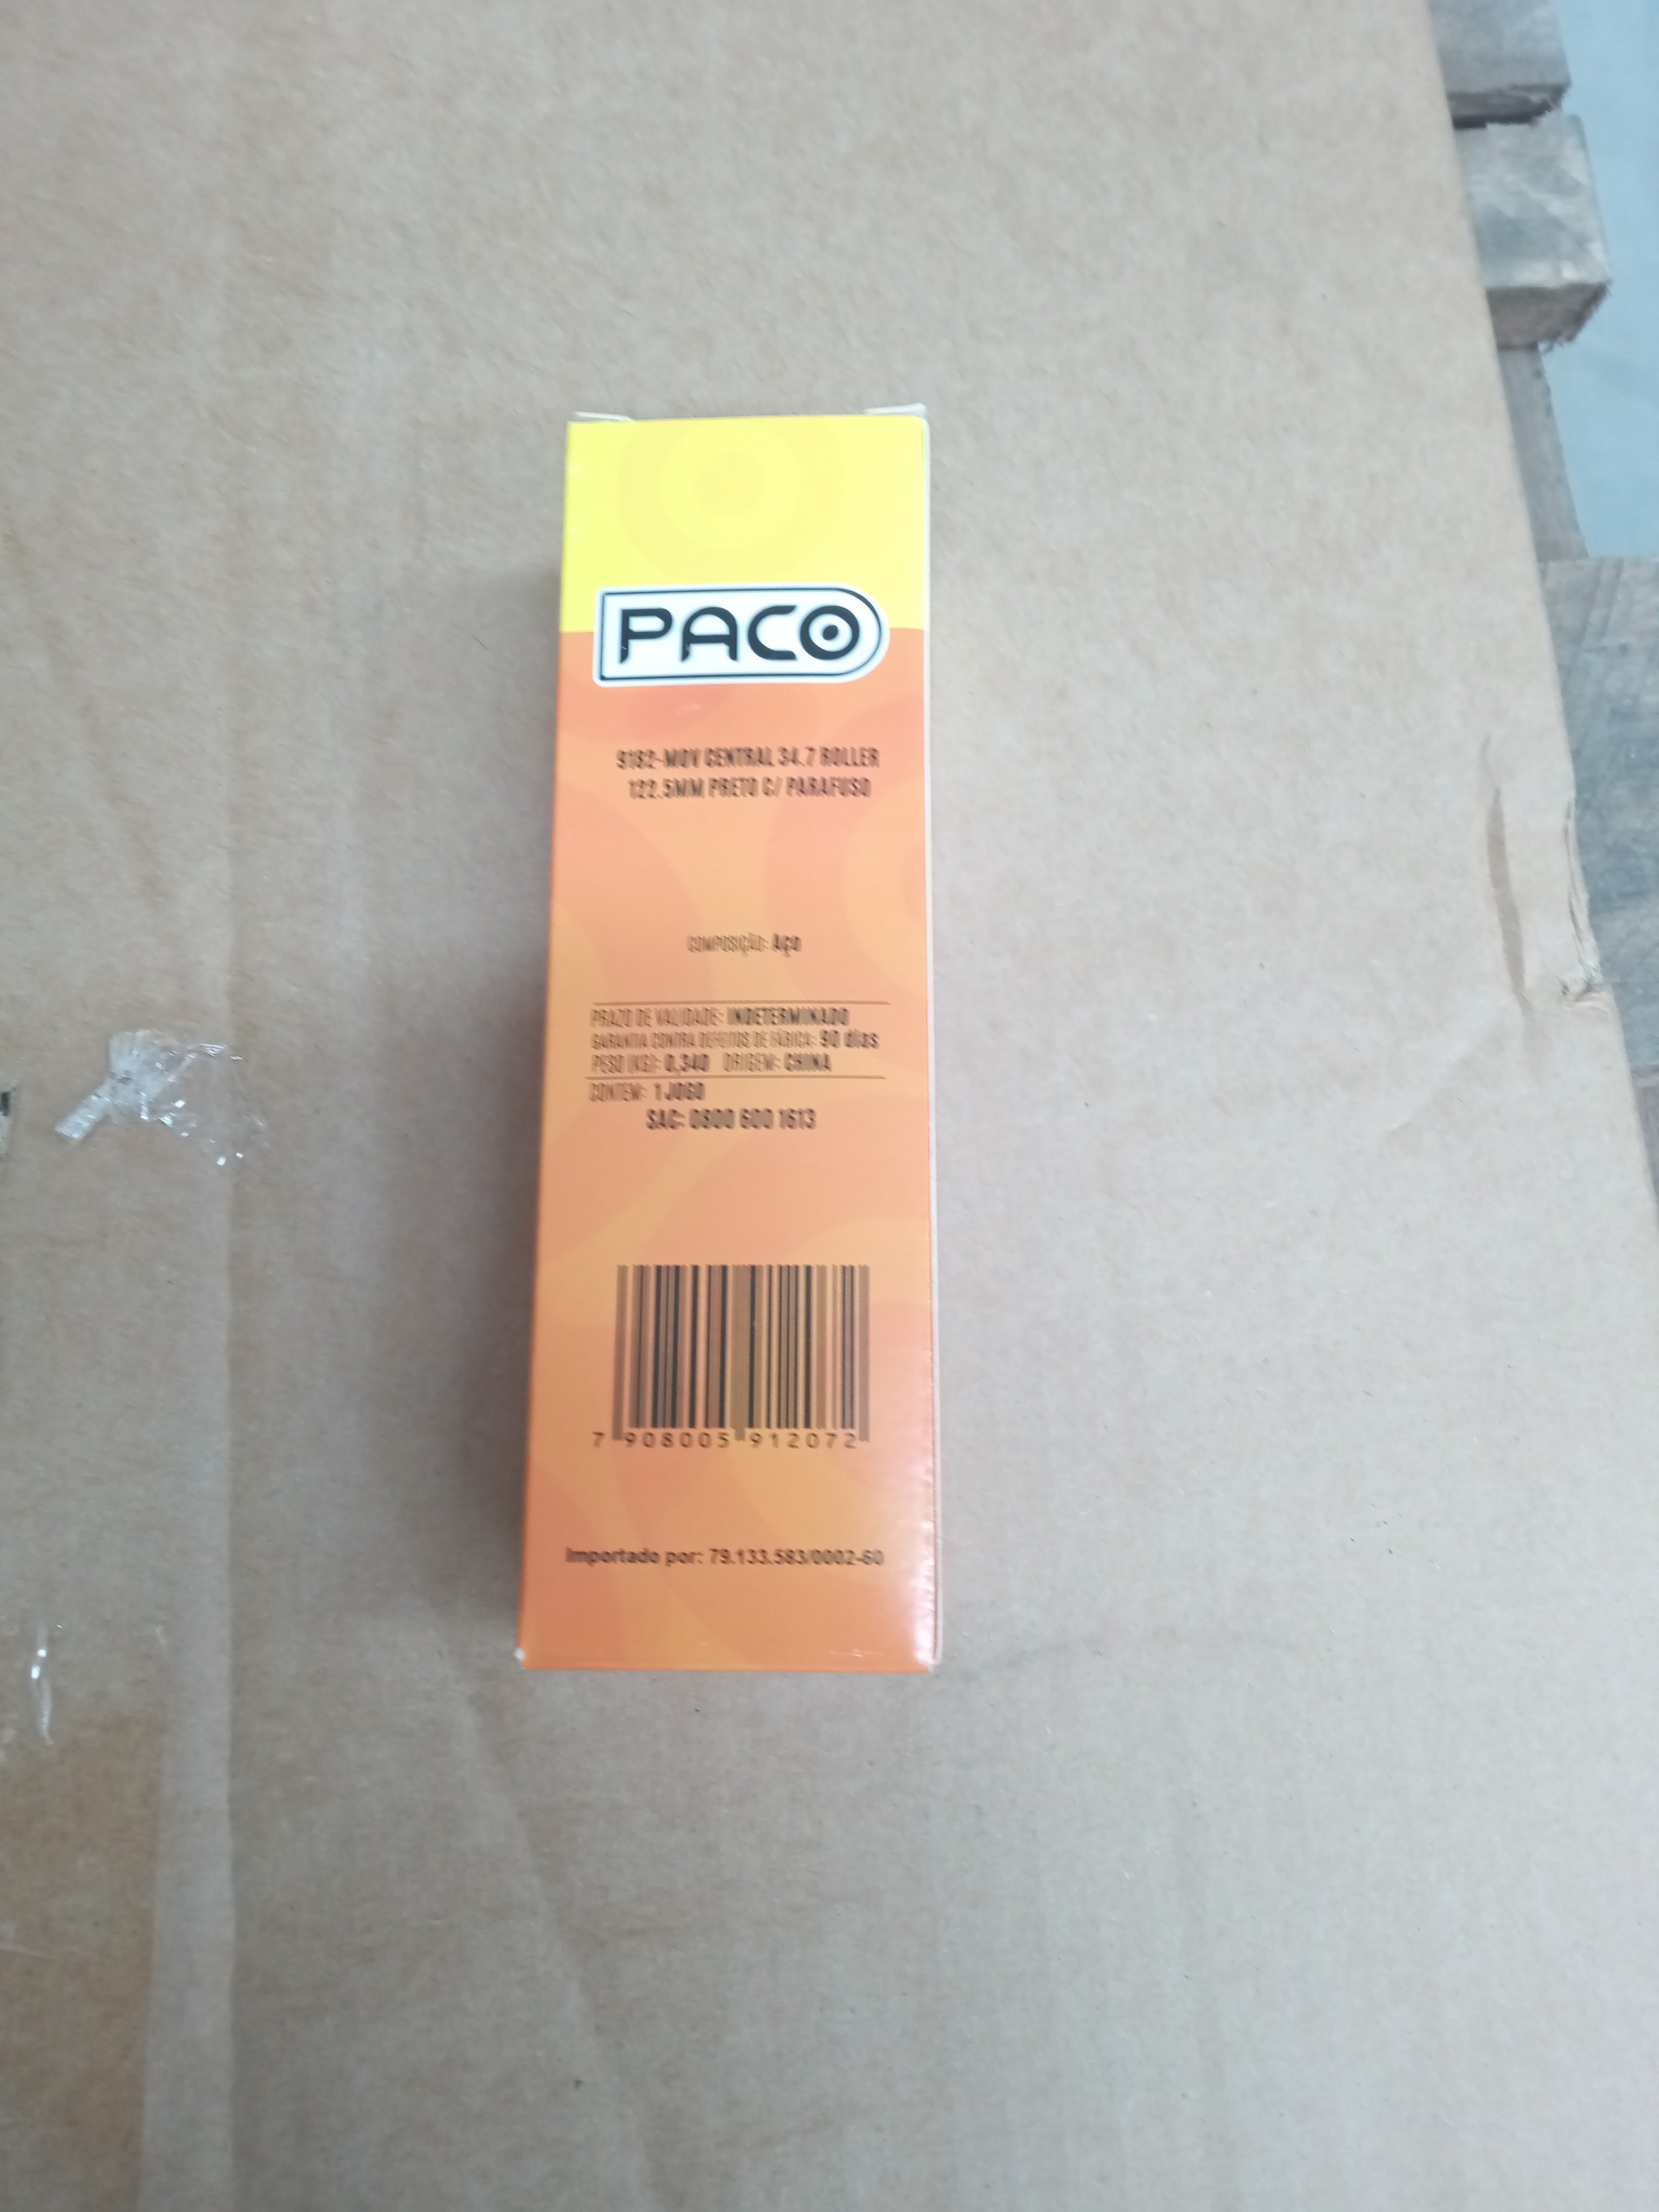 PACO
9182-MOV CENTRAL 34.7 ROLLER
122.5MM PRETO C/ PARAFUSO
COMPOSIÇÃO: Aço
PRAZO DE VALIDADE: INDETERMINADO
GARANTIA CONTRA DEFEITOS DE FÁBICA: 90 dias
PESO (KG): 0,340 ORIGEM: CHINA
CONTEM: 1 JOGO
SAC: 0800 600 1613
7 908005 912072
Importado por: 79.133.583/0002-60